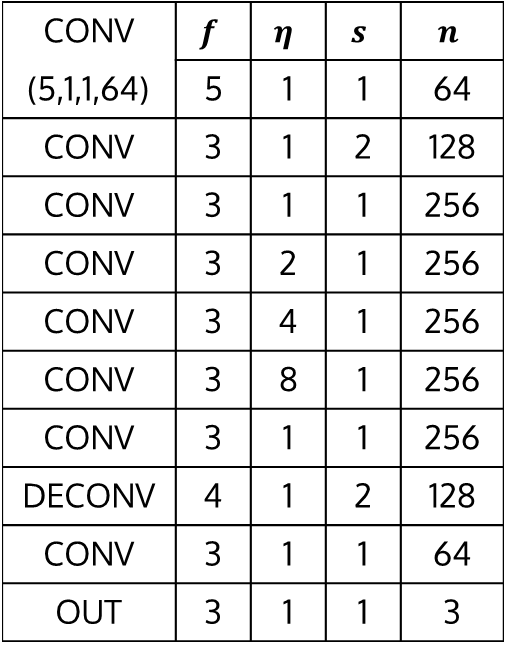 CONV f η s n
(5,1,1,64) 5 1 1 64
CONV 3 1 2 128
CONV 3 1 1 256
CONV 3 2 1 256
CONV 3 4 1 256
CONV 3 8 1 256
CONV 3 1 1 256
DECONV 4 1 2 128
CONV 3 1 1 64
OUT 3 1 1 3